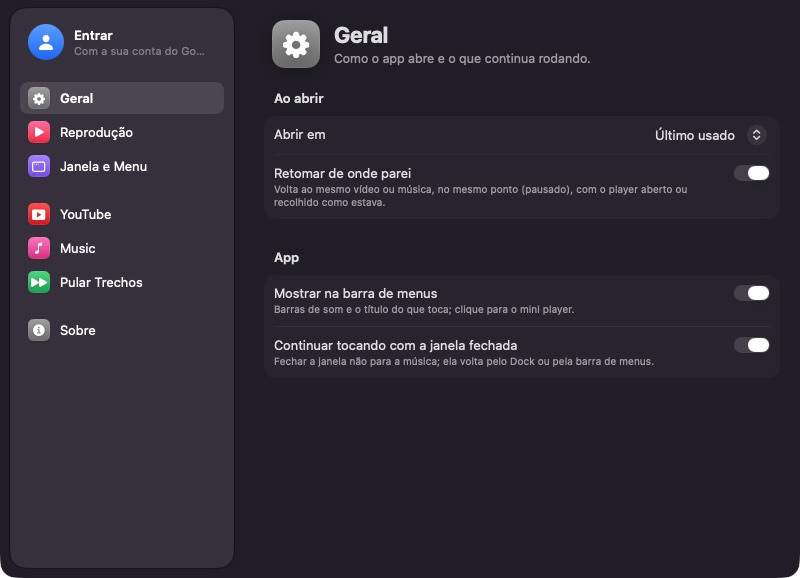 Entrar
Com a sua conta do Go...
Geral
Reprodução
Janela e Menu
YouTube
Music
Pular Trechos
Sobre
Geral
Como o app abre e o que continua rodando.
Ao abrir
Abrir em
Último usado
Retomar de onde parei
Volta ao mesmo vídeo ou música, no mesmo ponto (pausado), com o player aberto ou
recolhido como estava.
App
Mostrar na barra de menus
Barras de som e o título do que toca; clique para o mini player.
Continuar tocando com a janela fechada
Fechar a janela não para a música; ela volta pelo Dock ou pela barra de menus.